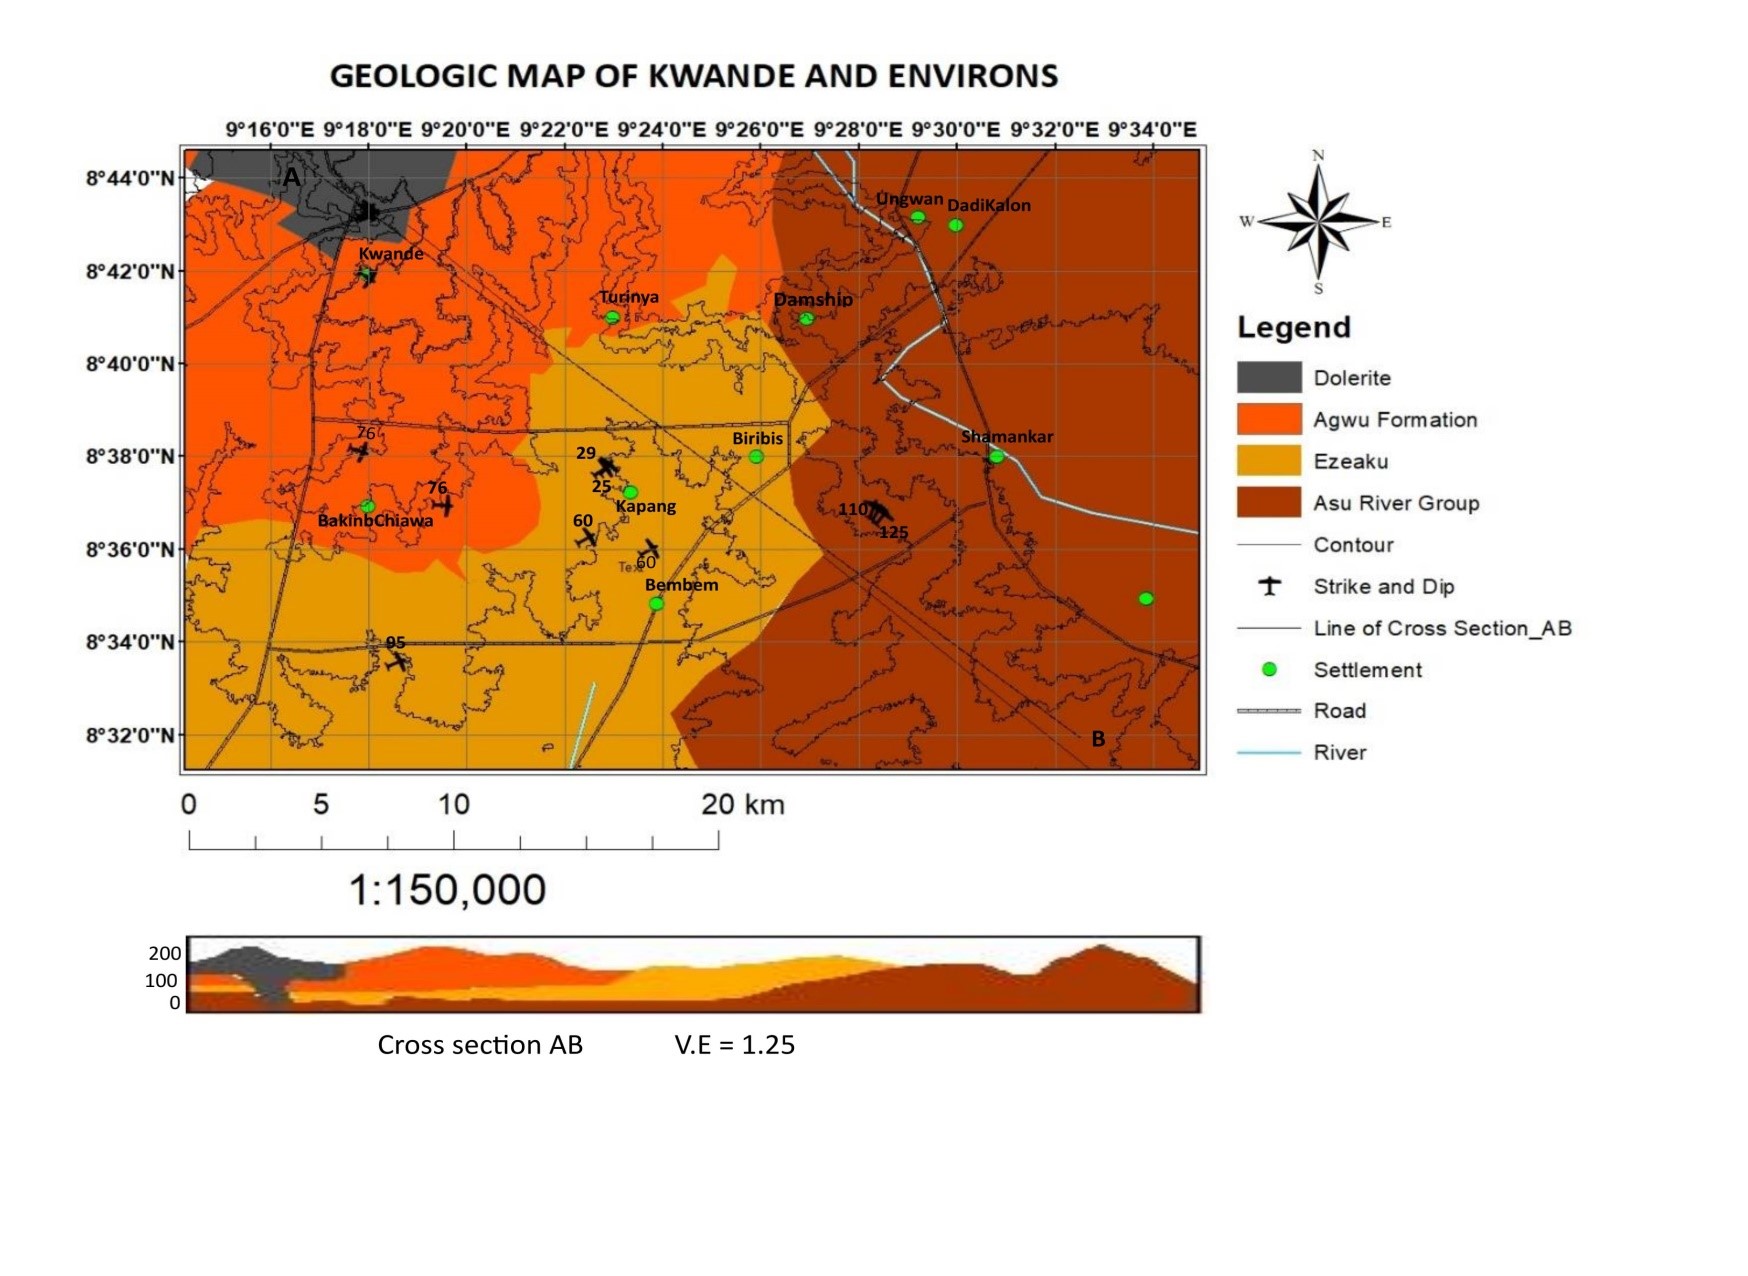 GEOLOGIC MAP OF KWANDE AND ENVIRONS
9°16'0"E 9°18'0"E 9°20'0"E 9°22'0"E 9°24'0"E 9°26'0"E 9°28'0"E 9°30'0"E 9°32'0"E 9°34'0"E
8°44'0"N
8°42'0"N
8°40'0"N
8°38'0"N
8°36'0"N
8°34'0"N
8°32'0"N
A
Ungwan DadiKalon
Kwande
Turinya
Damship
76
Biribis
Shamankar
29
76
25
Kapang
110
BakinbChiawa
60
125
60
Bembem
95
B
N
W
E
S
Legend
Dolerite
Agwu Formation
Ezeaku
Asu River Group
Contour
Strike and Dip
Line of Cross Section_AB
Settlement
Road
River
0 5 10 20 km
1:150,000
200
100
0
Cross section AB V.E = 1.25